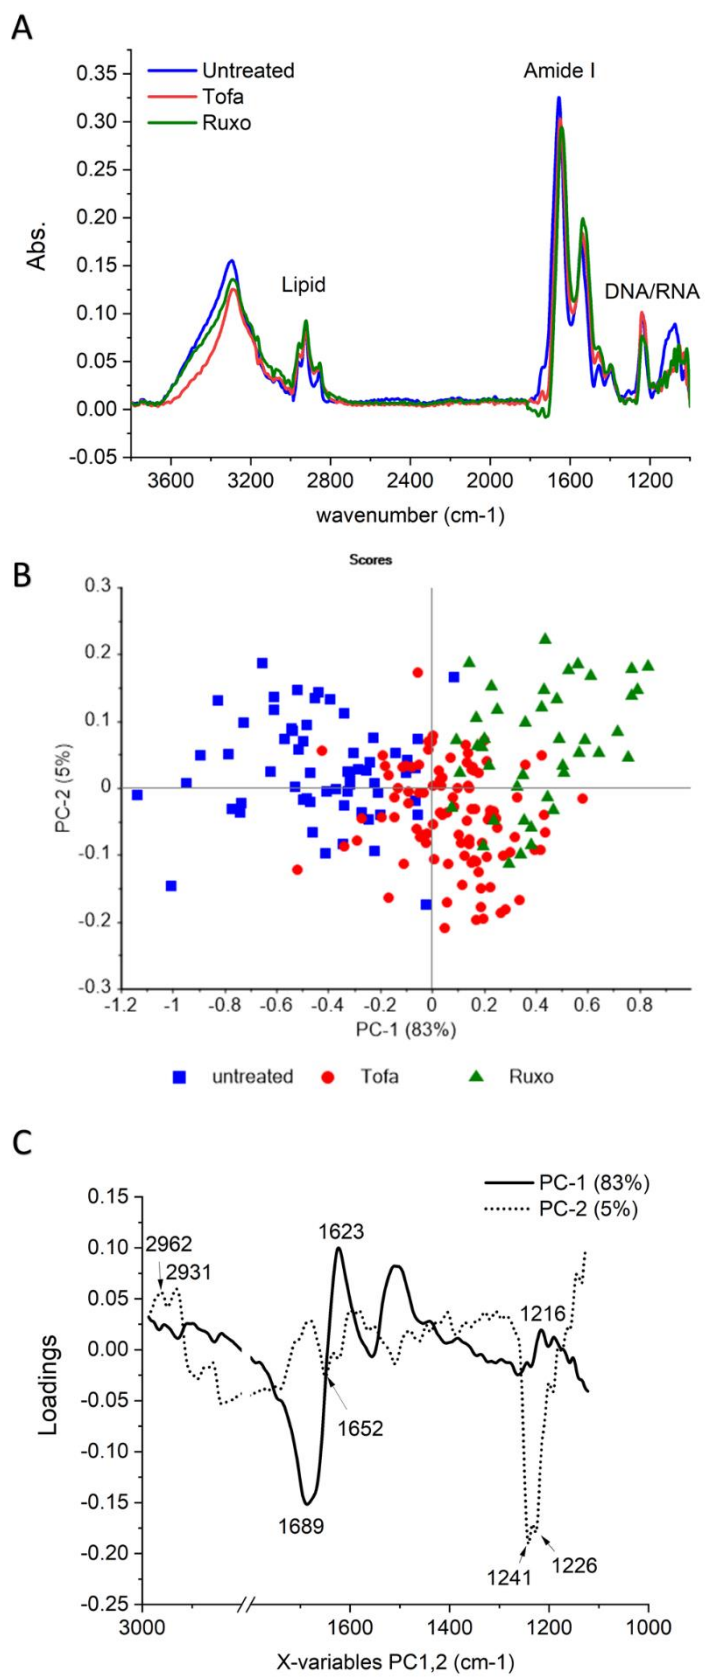 A
Untreated
Tofa
Ruxo
Amide I
Lipid
DNA/RNA
Abs.
0.35
0.30
0.25
0.20
0.15
0.10
0.05
0.00
-0.05
3600 3200 2800 2400 2000 1600 1200
wavenumber (cm-1)
B
Scores
PC-2 (5%)
0.3
0.2
0.1
0
-0.1
-0.2
-0.3
-1.2 -1 -0.8 -0.6 -0.4 -0.2 0 0.2 0.4 0.6 0.8
PC-1 (83%)
untreated Tofa Ruxo
C
PC-1 (83%)
PC-2 (5%)
Loadings
0.15
0.10
0.05
0.00
-0.05
-0.10
-0.15
-0.20
-0.25
2962
2931
1623
1216
1652
1689
1241
1226
3000 1600 1400 1200 1000
X-variables PC1,2 (cm-1)